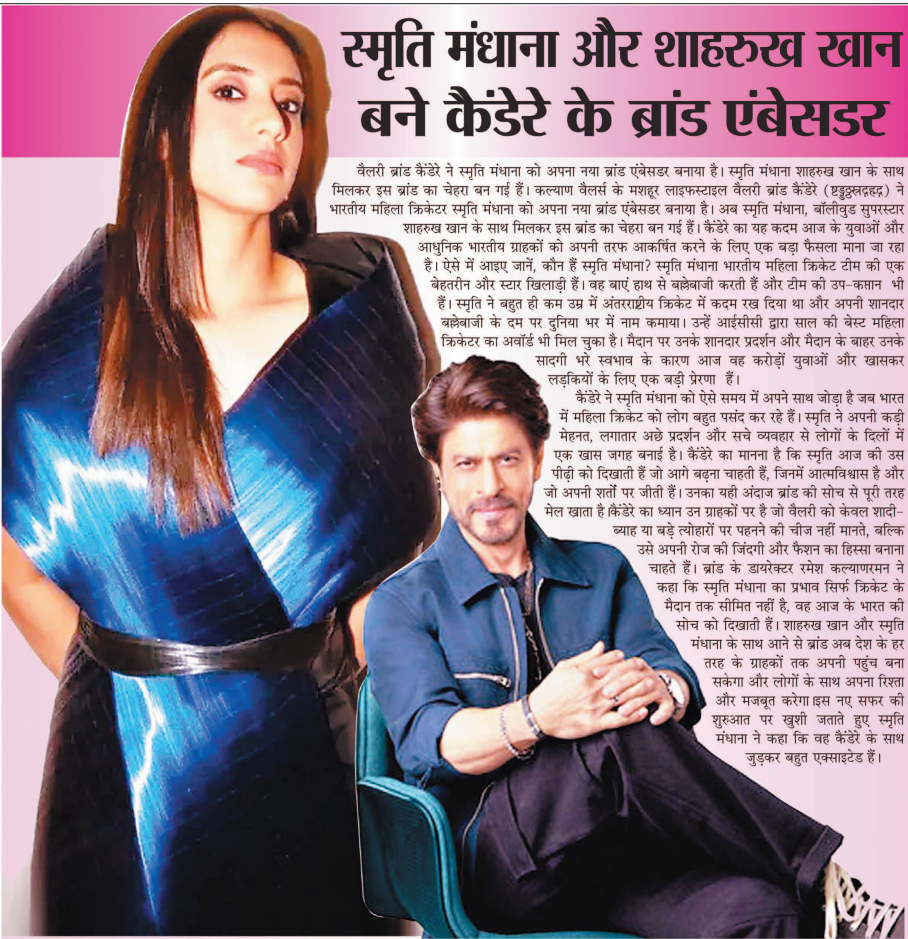 स्मृति मंधाना और शाहरुख खान
बने कैंडेरे के ब्रांड एंबेसडर
वैलरी ब्रांड कैंडेरे ने स्मृति मंधाना को अपना नया ब्रांड एंबेसडर बनाया है। स्मृति मंधाना शाहरुख खान के साथ
मिलकर इस ब्रांड का चेहरा बन गई हैं। कल्याण वैलर्स के मशहूर लाइफस्टाइल वैलरी ब्रांड कैंडेरे ने
भारतीय महिला क्रिकेटर स्मृति मंधाना को अपना नया ब्रांड एंबेसडर बनाया है। अब स्मृति मंधाना, बॉलीवुड सुपरस्टार
शाहरुख खान के साथ मिलकर इस ब्रांड का चेहरा बन गई हैं। कैंडेरे का यह कदम आज के युवाओं और
आधुनिक भारतीय ग्राहकों को अपनी तरफ आकर्षित करने के लिए एक बड़ा फैसला माना जा रहा
है। ऐसे में आइए जानें, कौन हैं स्मृति मंधाना? स्मृति मंधाना भारतीय महिला क्रिकेट टीम की एक
बेहतरीन और स्टार खिलाड़ी हैं। वह बाएं हाथ से बल्लेबाजी करती हैं और टीम की उप-कप्तान भी
हैं। स्मृति ने बहुत ही कम उम्र में अंतरराष्ट्रीय क्रिकेट में कदम रख दिया था और अपनी शानदार
बल्लेबाजी के दम पर दुनिया भर में नाम कमाया। उन्हें आईसीसी द्वारा साल की बेस्ट महिला
क्रिकेटर का अवॉर्ड भी मिल चुका है। मैदान पर उनके शानदार प्रदर्शन और मैदान के बाहर उनके
सादगी भरे स्वभाव के कारण आज वह करोड़ों युवाओं और खासकर
लड़कियों के लिए एक बड़ी प्रेरणा हैं।
कैंडेरे ने स्मृति मंधाना को ऐसे समय में अपने साथ जोड़ा है जब भारत
में महिला क्रिकेट को लोग बहुत पसंद कर रहे हैं। स्मृति ने अपनी कड़ी
मेहनत, लगातार अछे प्रदर्शन और सचे व्यवहार से लोगों के दिलों में
एक खास जगह बनाई है। कैंडेरे का मानना है कि स्मृति आज की उस
पीढ़ी को दिखाती हैं जो आगे बढ़ना चाहती हैं, जिनमें आत्मविश्वास है और
जो अपनी शर्तों पर जीती हैं। उनका यही अंदाज ब्रांड की सोच से पूरी तरह
मेल खाता है।कैंडेरे का ध्यान उन ग्राहकों पर है जो वैलरी को केवल शादी-
ब्याह या बड़े त्योहारों पर पहनने की चीज नहीं मानते, बल्कि
उसे अपनी रोज की जिंदगी और फैशन का हिस्सा बनाना
चाहते हैं। ब्रांड के डायरेक्टर रमेश कल्याणरमन ने
कहा कि स्मृति मंधाना का प्रभाव सिर्फ क्रिकेट के
मैदान तक सीमित नहीं है, वह आज के भारत की
सोच को दिखाती हैं। शाहरुख खान और स्मृति
मंधाना के साथ आने से ब्रांड अब देश के हर
तरह के ग्राहकों तक अपनी पहुंच बना
सकेगा और लोगों के साथ अपना रिश्ता
और मजबूत करेगा।इस नए सफर की
शुरुआत पर खुशी जताते हुए स्मृति
मंधाना ने कहा कि वह कैंडेरे के साथ
जुड़कर बहुत एक्साइटेड हैं।